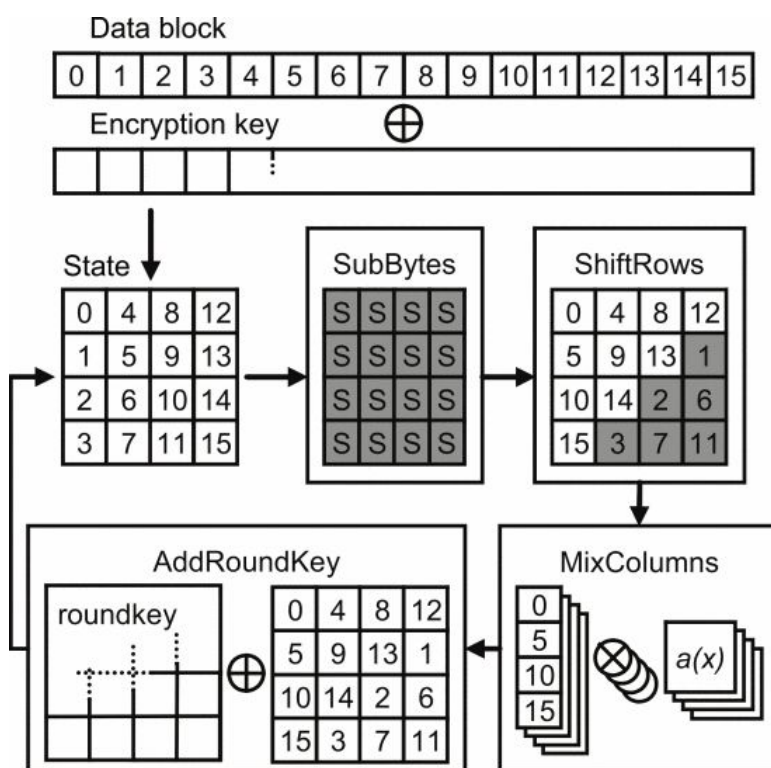 Data block
0 1 2 3 4 5 6 7 8 9 10 11 12 13 14 15
Encryption key
State
0 4 8 12
1 5 9 13
2 6 10 14
3 7 11 15
SubBytes
S S S S
S S S S
S S S S
S S S S
ShiftRows
0 4 8 12
5 9 13 1
10 14 2 6
15 3 7 11
AddRoundKey
roundkey
0 4 8 12
5 9 13 1
10 14 2 6
15 3 7 11
MixColumns
0
5
10
15
a(x)